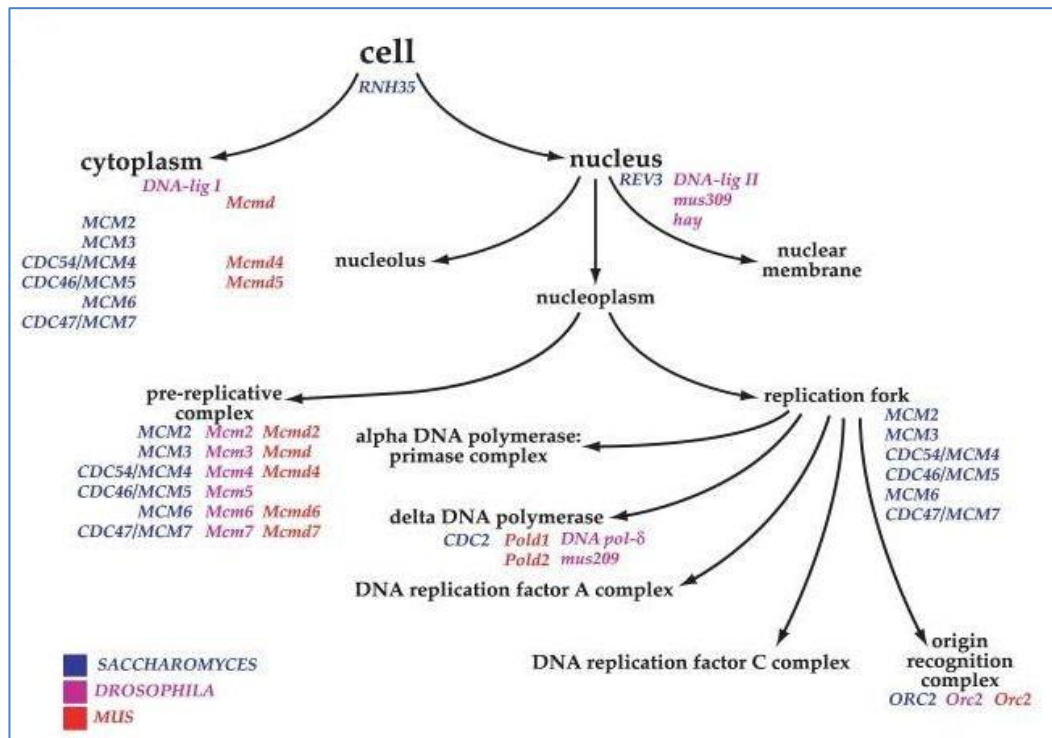 cell
RNH35
cytoplasm
DNA-lig I
Mcmd
MCM2
MCM3
CDC54/MCM4 Mcmd4
CDC46/MCM5 Mcmd5
MCM6
CDC47/MCM7
nucleus
REV3 DNA-lig II
mus309
hay
nucleolus
nuclear
membrane
nucleoplasm
pre-replicative
complex
MCM2 Mcm2 Mcmd2
MCM3 Mcm3 Mcmd
CDC54/MCM4 Mcm4 Mcmd4
CDC46/MCM5 Mcm5
MCM6 Mcm6 Mcmd6
CDC47/MCM7 Mcm7 Mcmd7
replication fork
MCM2
MCM3
CDC54/MCM4
CDC46/MCM5
MCM6
CDC47/MCM7
alpha DNA polymerase:
primase complex
delta DNA polymerase
CDC2 Pold1 DNA pol-δ
Pold2 mus209
DNA replication factor A complex
DNA replication factor C complex
origin
recognition
complex
ORC2 Orc2 Orc2
SACCHAROMYCES
DROSOPHILA
MUS